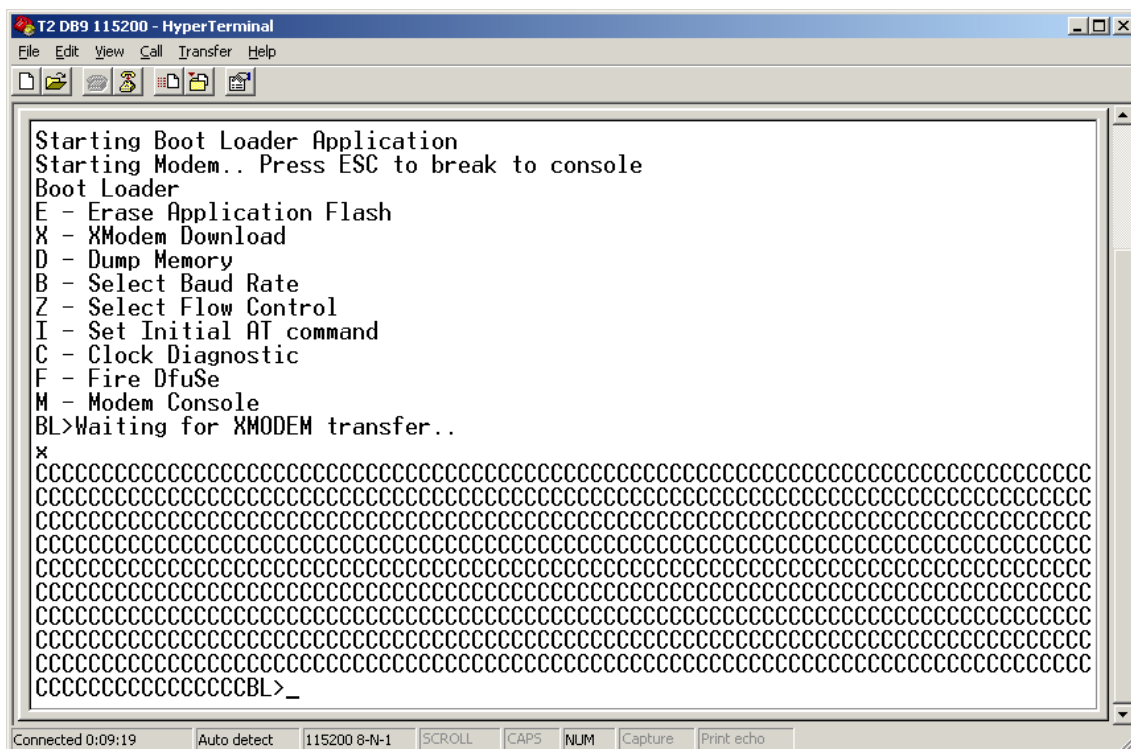 T2 DB9 115200 - HyperTerminal
File Edit View Call Transfer Help
Starting Boot Loader Application
Starting Modem.. Press ESC to break to console
Boot Loader
E - Erase Application Flash
X - XModem Download
D - Dump Memory
B - Select Baud Rate
Z - Select Flow Control
I - Set Initial AT command
C - Clock Diagnostic
F - Fire DfuSe
M - Modem Console
BL>Waiting for XMODEM transfer..
x
CCCCCCCCCCCCCCCCCCCCCCCCCCCCCCCCCCCCCCCCCCCCCCCCCCCCCCCCCCCCCCCCCCCCCCCCCCCCCCCC
CCCCCCCCCCCCCCCCCCCCCCCCCCCCCCCCCCCCCCCCCCCCCCCCCCCCCCCCCCCCCCCCCCCCCCCCCCCCCCCC
CCCCCCCCCCCCCCCCCCCCCCCCCCCCCCCCCCCCCCCCCCCCCCCCCCCCCCCCCCCCCCCCCCCCCCCCCCCCCCCC
CCCCCCCCCCCCCCCCCCCCCCCCCCCCCCCCCCCCCCCCCCCCCCCCCCCCCCCCCCCCCCCCCCCCCCCCCCCCCCCC
CCCCCCCCCCCCCCCCCCCCCCCCCCCCCCCCCCCCCCCCCCCCCCCCCCCCCCCCCCCCCCCCCCCCCCCCCCCCCCCC
CCCCCCCCCCCCCCCCCCCCCCCCCCCCCCCCCCCCCCCCCCCCCCCCCCCCCCCCCCCCCCCCCCCCCCCCCCCCCCCC
CCCCCCCCCCCCCCCCCCCCCCCCCCCCCCCCCCCCCCCCCCCCCCCCCCCCCCCCCCCCCCCCCCCCCCCCCCCCCCCC
CCCCCCCCCCCCCCCCCCCCCCCCCCCCCCCCCCCCCCCCCCCCCCCCCCCCCCCCCCCCCCCCCCCCCCCCCCCCCCCC
CCCCCCCCCCCCCCCCCCCCCCCCCCCCCCCCCCCCCCCCCCCCCCCCCCCCCCCCCCCCCCCCCCCCCCCCCCCCCCCC
CCCCCCCCCCCCCCCCBL>_
Connected 0:09:19 Auto detect 115200 8-N-1 SCROLL CAPS NUM Capture Print echo